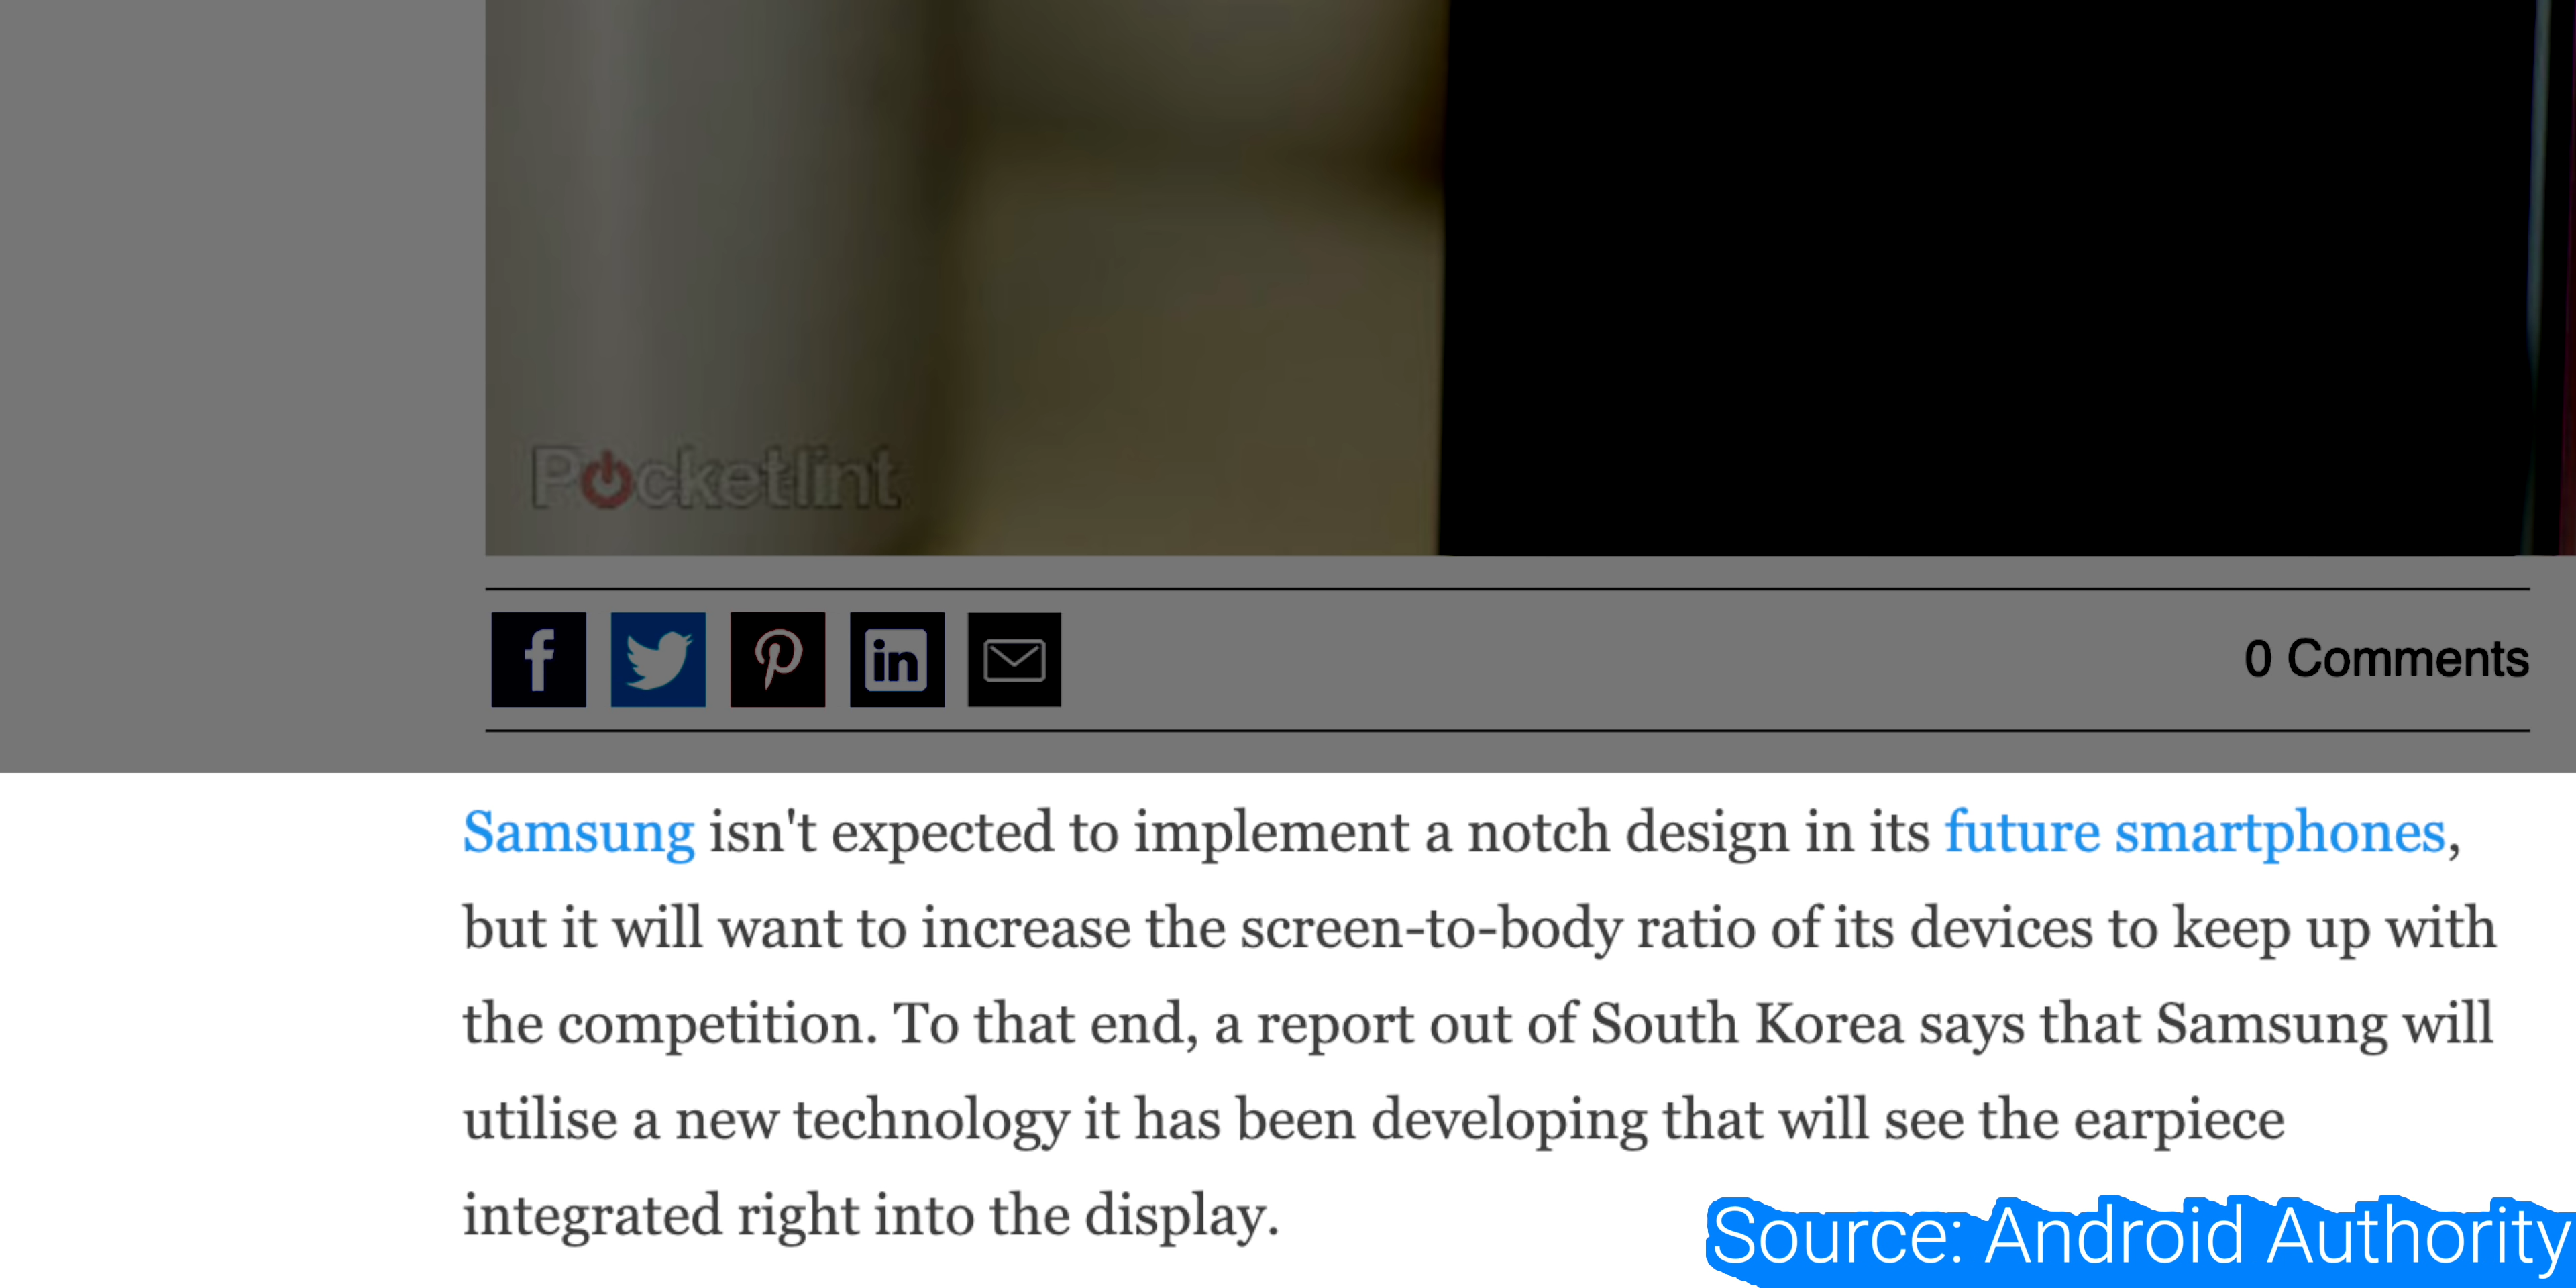 Pocketlint
f
in
0 Comments
Samsung isn't expected to implement a notch design in its future smartphones,
but it will want to increase the screen-to-body ratio of its devices to keep up with
the competition. To that end, a report out of South Korea says that Samsung will
utilise a new technology it has been developing that will see the earpiece
integrated right into the display.
Source: Android Authority